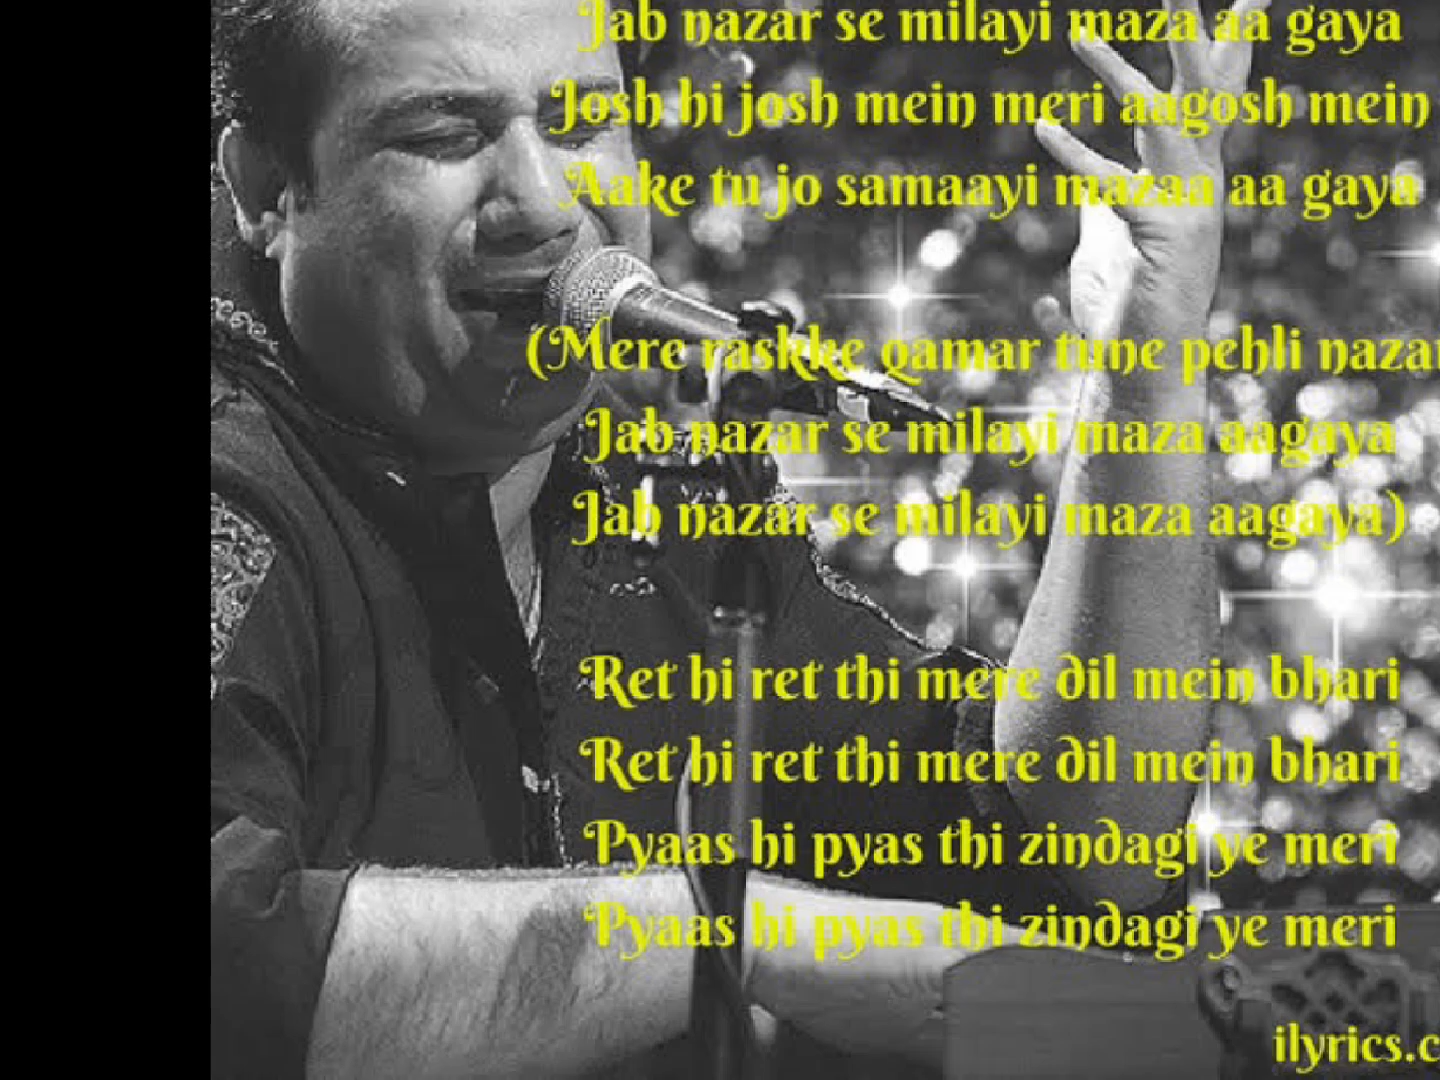 Jab nazar se milayi maza aa gaya
Josh hi josh mein meri aagosh mein
Aake tu jo samaayi mazaa aa gaya
(Mere raskke qamar tune pehli nazar
Jab nazar se milayi maza aagaya
Jab nazar se milayi maza aagaya)
Ret hi ret thi mere dil mein bhari
Ret hi ret thi mere dil mein bhari
Pyaas hi pyas thi zindagi ye meri
Pyaas hi pyas thi zindagi ye meri
ilyrics.c